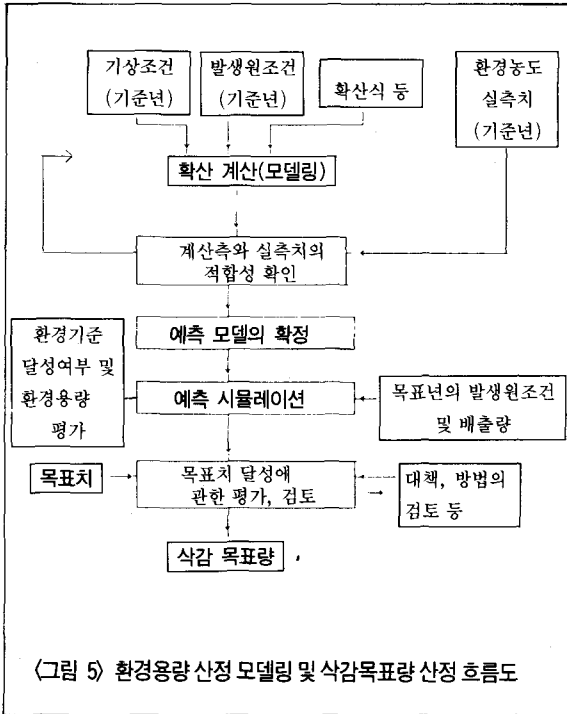 기상조건
(기준년)
발생원조건
(기준년)
확산식 등
환경농도
실측치
(기준년)
확산 계산(모델링)
계산측와 실측치의
적합성 확인
환경기준
달성여부 및
환경용량
평가
예측 모델의 확정
예측 시뮬레이션
목표년의 발생원조건
및 배출량
목표치
목표치 달성애
관한 평가, 검토
대책, 방법의
검토 등
삭감 목표량
〈그림 5〉 환경용량 산정 모델링 및 삭감목표량 산정 흐름도